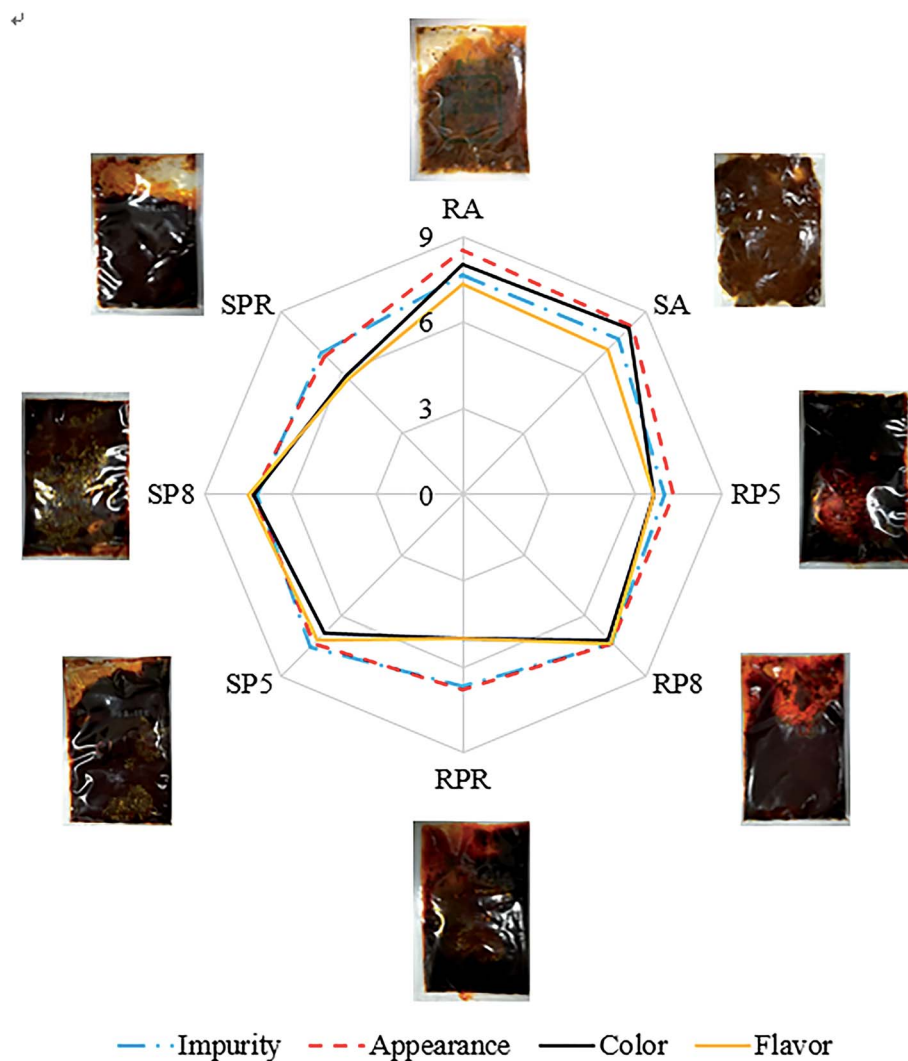 ↵
RA
9
SPR
SA
6
3
SP8
0
RP5
SP5
RP8
RPR
Impurity Appearance Color Flavor